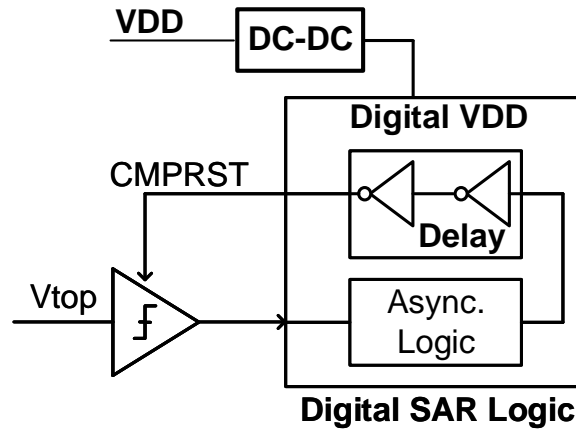 VDD
DC-DC
Digital VDD
CMPRST
Delay
Vtop
Async.
Logic
Digital SAR Logic